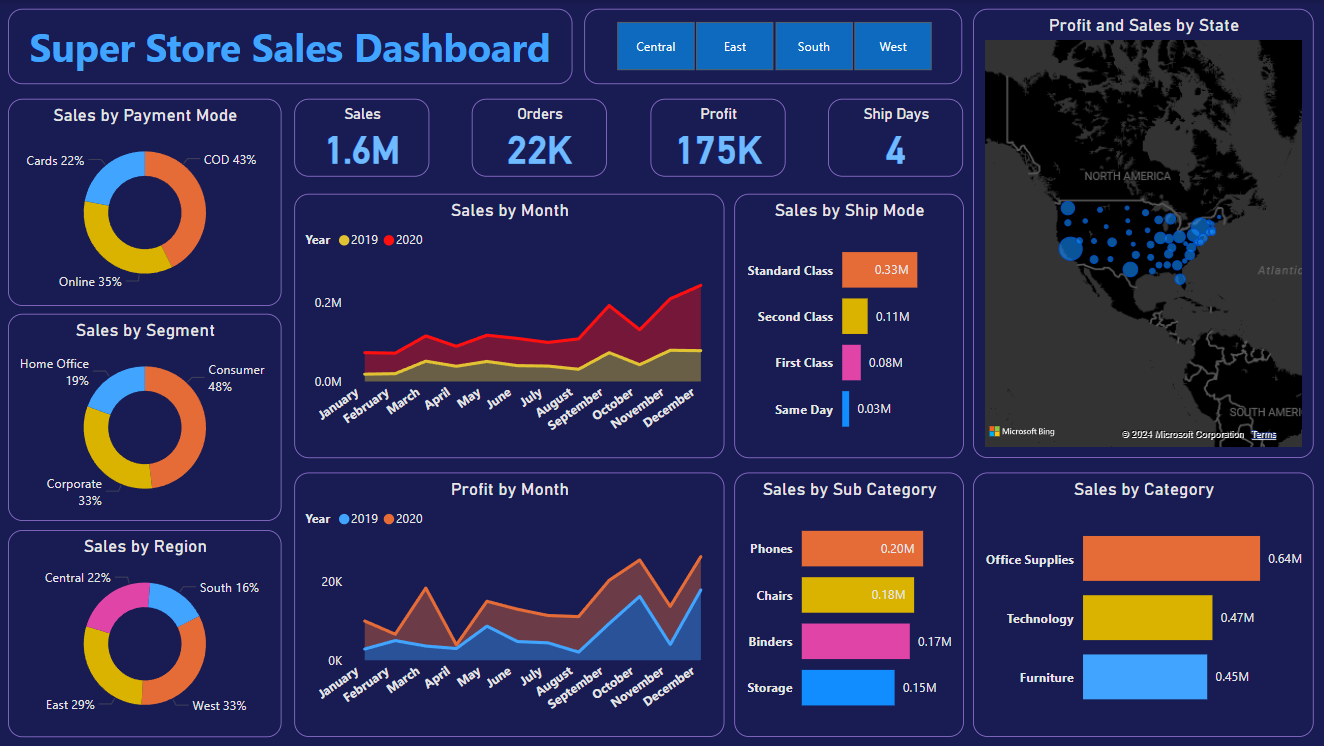 Super Store Sales Dashboard
Central
East
South
West
Profit and Sales by State
NORTH AMERICA
Atlantic
SOUTH AMERI
Microsoft Bing
© 2024 Microsoft Corporation Terms
Sales by Payment Mode
Cards 22%
COD 43%
Online 35%
Sales
1.6M
Orders
22K
Profit
175K
Ship Days
4
Sales by Segment
Home Office
19%
Consumer
48%
Corporate
33%
Sales by Region
Central 22%
South 16%
East 29%
West 33%
Sales by Month
Year 2019 2020
0.2M
0.0M
January
February
March
April
May
June
July
August
September
October
November
December
Sales by Ship Mode
Standard Class 0.33M
Second Class 0.11M
First Class 0.08M
Same Day 0.03M
Profit by Month
Year 2019 2020
20K
0K
January
February
March
April
May
June
July
August
September
October
November
December
Sales by Sub Category
Phones 0.20M
Chairs 0.18M
Binders 0.17M
Storage 0.15M
Sales by Category
Office Supplies 0.64M
Technology 0.47M
Furniture 0.45M